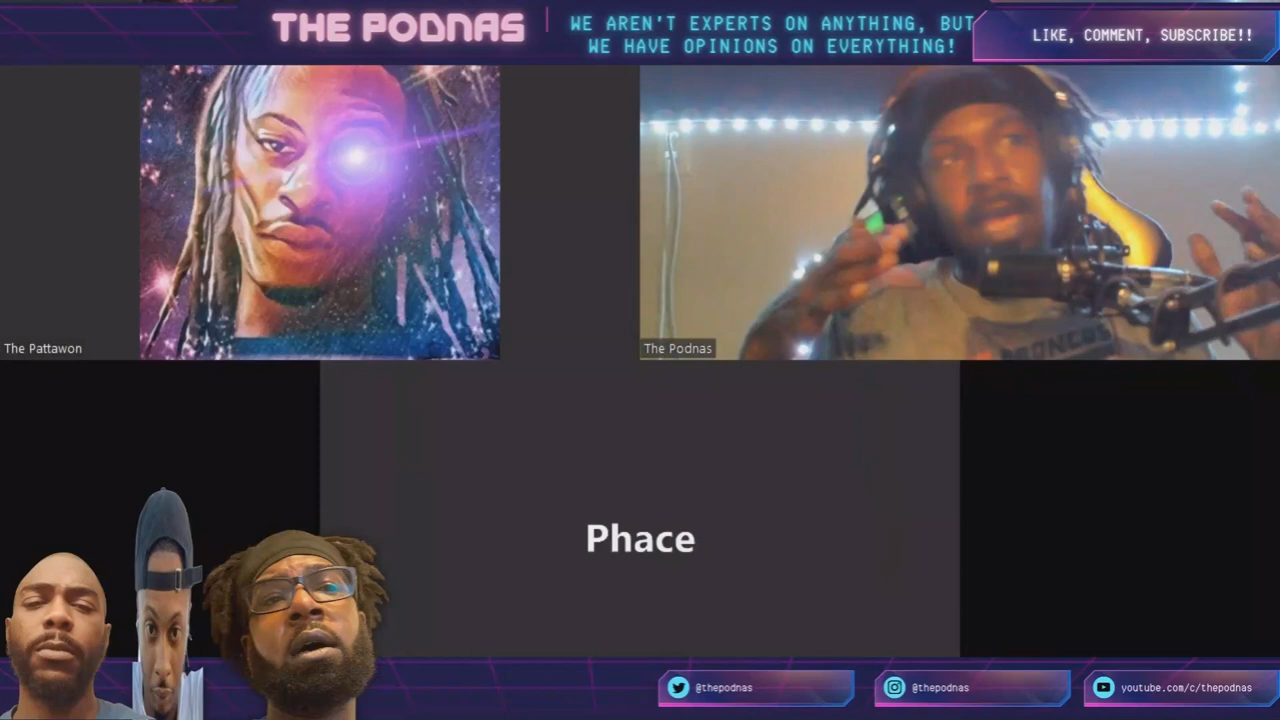 THE PODNAS
WE AREN'T EXPERTS ON ANYTHING, BUT
WE HAVE OPINIONS ON EVERYTHING!
LIKE, COMMENT, SUBSCRIBE!!
The Pattawon
The Podnas
BRONCOS
Phace
@thepodnas
@thepodnas
youtube.com/c/thepodnas